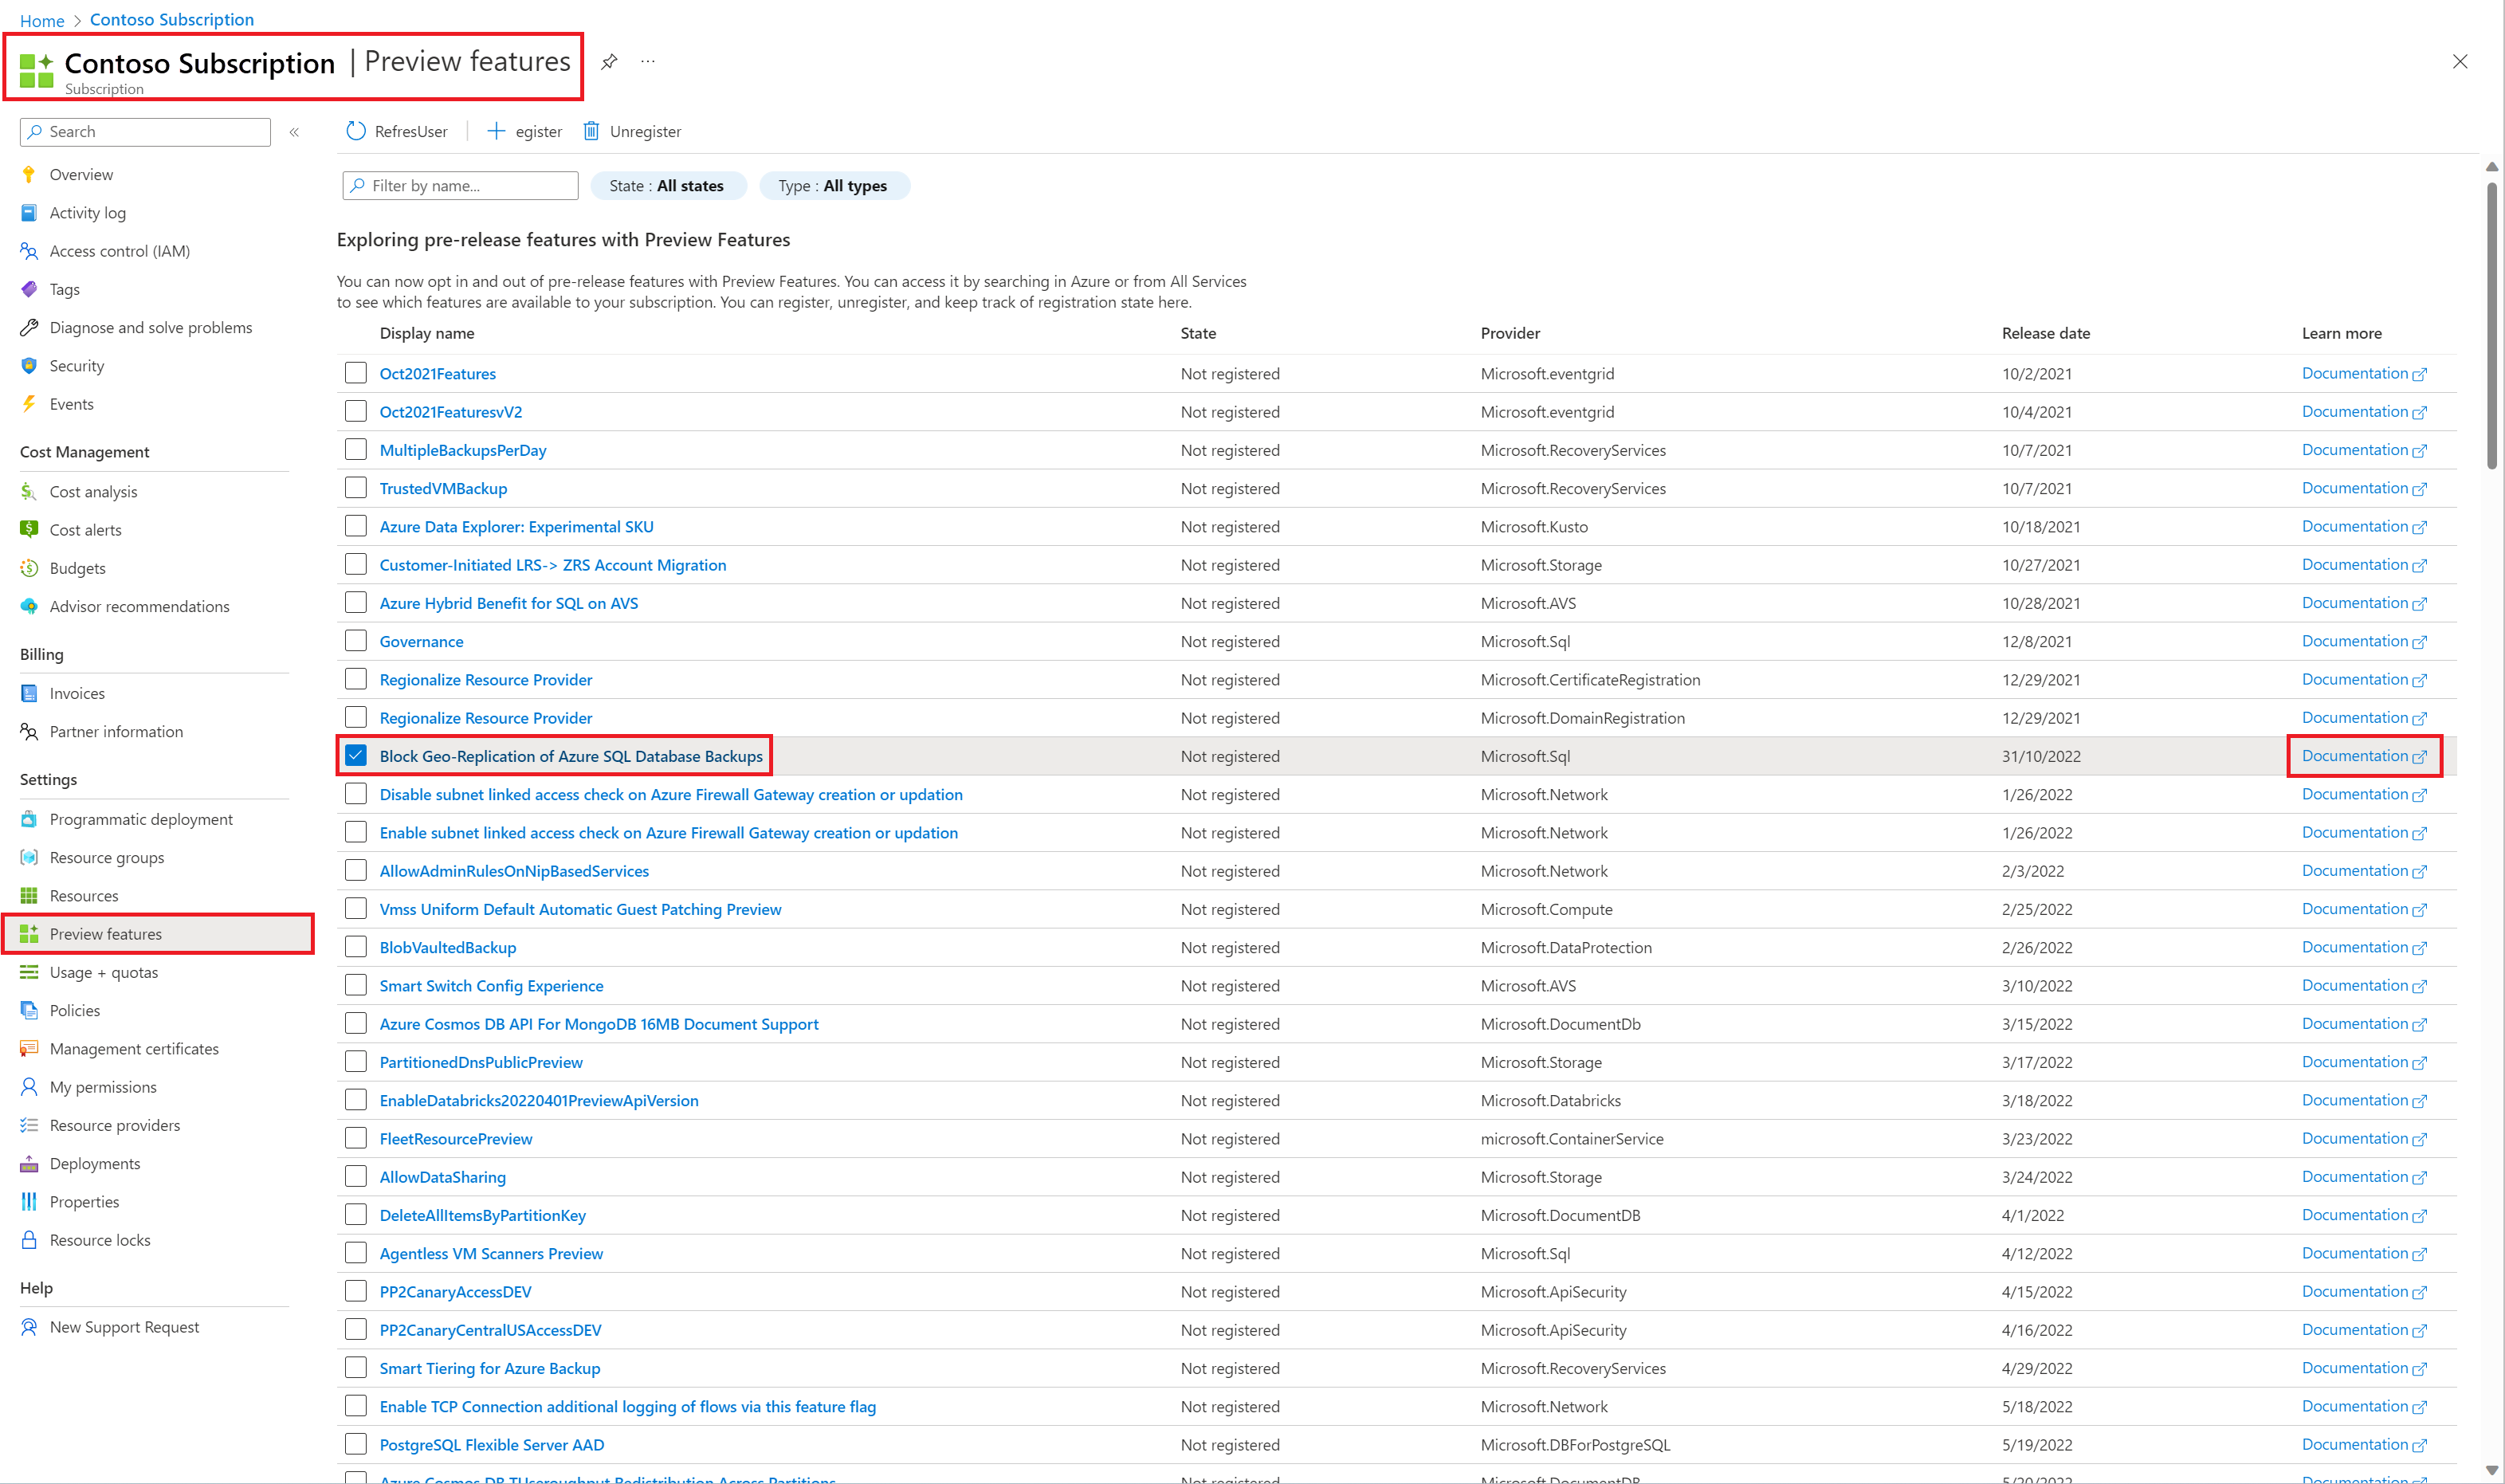 Home > Contoso Subscription
Contoso Subscription | Preview features ...
Subscription
Search «
RefresUser egister Unregister
Overview
Activity log
Access control (IAM)
Tags
Diagnose and solve problems
Security
Events
Cost Management
Cost analysis
Cost alerts
Budgets
Advisor recommendations
Billing
Invoices
Partner information
Settings
Programmatic deployment
Resource groups
Resources
Preview features
Usage + quotas
Policies
Management certificates
My permissions
Resource providers
Deployments
Properties
Resource locks
Help
New Support Request
Filter by name... State : All states Type : All types
Exploring pre-release features with Preview Features
You can now opt in and out of pre-release features with Preview Features. You can access it by searching in Azure or from All Services
to see which features are available to your subscription. You can register, unregister, and keep track of registration state here.
Display name State Provider Release date Learn more
Oct2021Features Not registered Microsoft.eventgrid 10/2/2021 Documentation
Oct2021FeaturesvV2 Not registered Microsoft.eventgrid 10/4/2021 Documentation
MultipleBackupsPerDay Not registered Microsoft.RecoveryServices 10/7/2021 Documentation
TrustedVMBackup Not registered Microsoft.RecoveryServices 10/7/2021 Documentation
Azure Data Explorer: Experimental SKU Not registered Microsoft.Kusto 10/18/2021 Documentation
Customer-Initiated LRS-> ZRS Account Migration Not registered Microsoft.Storage 10/27/2021 Documentation
Azure Hybrid Benefit for SQL on AVS Not registered Microsoft.AVS 10/28/2021 Documentation
Governance Not registered Microsoft.Sql 12/8/2021 Documentation
Regionalize Resource Provider Not registered Microsoft.CertificateRegistration 12/29/2021 Documentation
Regionalize Resource Provider Not registered Microsoft.DomainRegistration 12/29/2021 Documentation
Block Geo-Replication of Azure SQL Database Backups Not registered Microsoft.Sql 31/10/2022 Documentation
Disable subnet linked access check on Azure Firewall Gateway creation or updation Not registered Microsoft.Network 1/26/2022 Documentation
Enable subnet linked access check on Azure Firewall Gateway creation or updation Not registered Microsoft.Network 1/26/2022 Documentation
AllowAdminRulesOnNipBasedServices Not registered Microsoft.Network 2/3/2022 Documentation
Vmss Uniform Default Automatic Guest Patching Preview Not registered Microsoft.Compute 2/25/2022 Documentation
BlobVaultedBackup Not registered Microsoft.DataProtection 2/26/2022 Documentation
Smart Switch Config Experience Not registered Microsoft.AVS 3/10/2022 Documentation
Azure Cosmos DB API For MongoDB 16MB Document Support Not registered Microsoft.DocumentDb 3/15/2022 Documentation
PartitionedDnsPublicPreview Not registered Microsoft.Storage 3/17/2022 Documentation
EnableDatabricks20220401PreviewApiVersion Not registered Microsoft.Databricks 3/18/2022 Documentation
FleetResourcePreview Not registered microsoft.ContainerService 3/23/2022 Documentation
AllowDataSharing Not registered Microsoft.Storage 3/24/2022 Documentation
DeleteAllItemsByPartitionKey Not registered Microsoft.DocumentDB 4/1/2022 Documentation
Agentless VM Scanners Preview Not registered Microsoft.Sql 4/12/2022 Documentation
PP2CanaryAccessDEV Not registered Microsoft.ApiSecurity 4/15/2022 Documentation
PP2CanaryCentralUSAccessDEV Not registered Microsoft.ApiSecurity 4/16/2022 Documentation
Smart Tiering for Azure Backup Not registered Microsoft.RecoveryServices 4/29/2022 Documentation
Enable TCP Connection additional logging of flows via this feature flag Not registered Microsoft.Network 5/18/2022 Documentation
PostgreSQL Flexible Server AAD Not registered Microsoft.DBForPostgreSQL 5/19/2022 Documentation
Azure Cosmos DB TUseroughput Redistribution Across Partitions Not registered Microsoft.DocumentDB 5/20/2022 Documentation